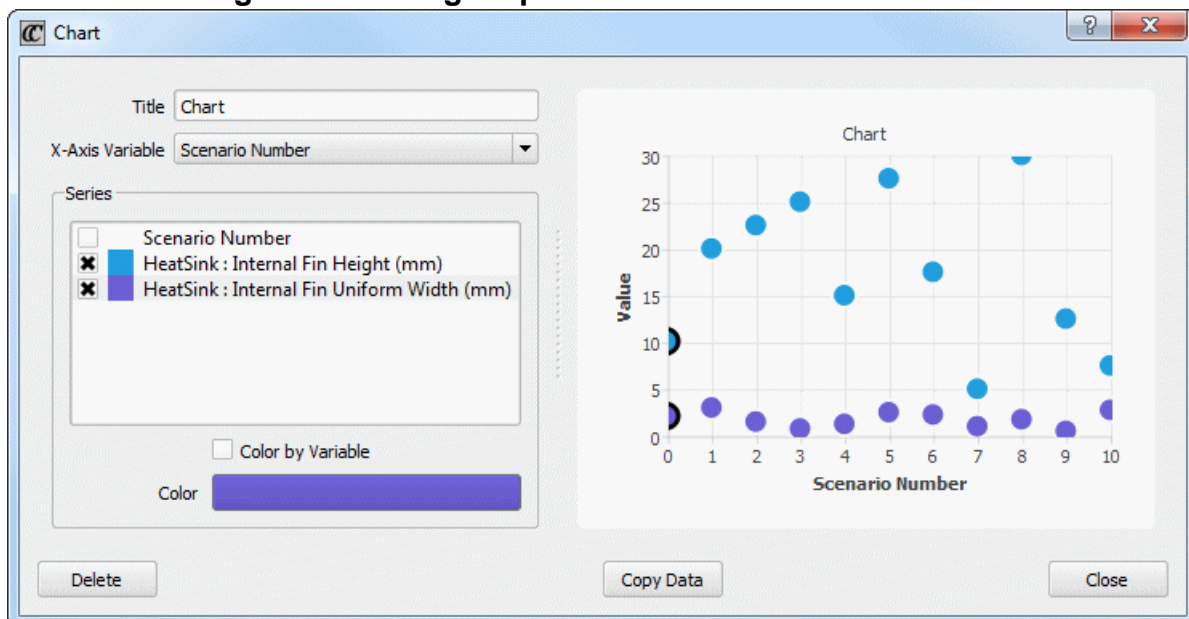 Chart
Title Chart
X-Axis Variable Scenario Number
Series
Scenario Number
HeatSink : Internal Fin Height (mm)
HeatSink : Internal Fin Uniform Width (mm)
Color by Variable
Color
Chart
30
25
20
15
10
5
0
Value
0 1 2 3 4 5 6 7 8 9 10
Scenario Number
Delete
Copy Data
Close